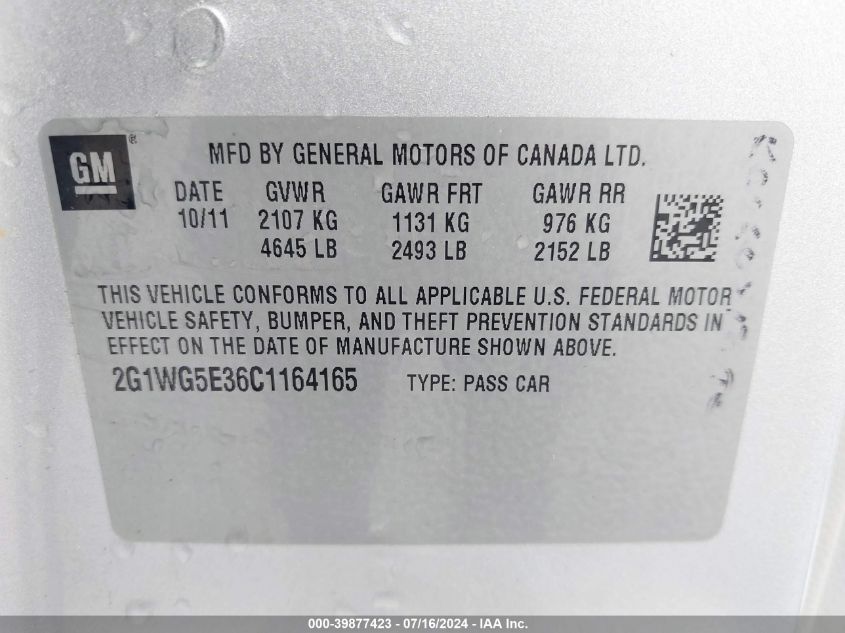 GM®
MFD BY GENERAL MOTORS OF CANADA LTD.
DATE GVWR GAWR FRT GAWR RR
10/11 2107 KG 1131 KG 976 KG
4645 LB 2493 LB 2152 LB
THIS VEHICLE CONFORMS TO ALL APPLICABLE U.S. FEDERAL MOTOR
VEHICLE SAFETY, BUMPER, AND THEFT PREVENTION STANDARDS IN
EFFECT ON THE DATE OF MANUFACTURE SHOWN ABOVE.
2G1WG5E36C1164165 TYPE: PASS CAR
000-39877423 - 07/16/2024 - IAA Inc.